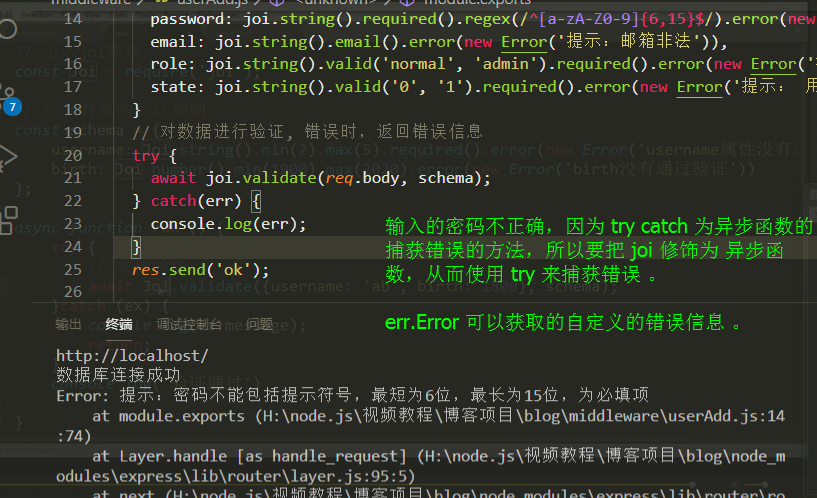 middleware > userAdd.js > <unknown> > module.exports
14 password: joi.string().required().regex(/^[a-zA-Z0-9]{6,15}$/).error(new
15 email: joi.string().email().error(new Error('提示：邮箱非法')),
16 role: joi.string().valid('normal', 'admin').required().error(new Error('
17 state: joi.string().valid('0', '1').required().error(new Error('提示： 用
18 }
19 // 对数据进行验证, 错误时，返回错误信息
20 try {
21 await joi.validate(req.body, schema);
22 } catch(err) {
23 console.log(err);
24 }
25 res.send('ok');
26
7
输入的密码不正确，因为 try catch 为异步函数的
捕获错误的方法，所以要把 joi 修饰为 异步函
数，从而使用 try 来捕获错误 。
err.Error 可以获取的自定义的错误信息 。
输出 终端 调试控制台 问题
http://localhost/
数据库连接成功
Error: 提示：密码不能包括提示符号，最短为6位，最长为15位，为必填项
at module.exports (H:\node.js\视频教程\博客项目\blog\middleware\userAdd.js:14
:74)
at Layer.handle [as handle_request] (H:\node.js\视频教程\博客项目\blog\node_m
odules\express\lib\router\layer.js:95:5)
at next (H:\node.js\视频教程\博客项目\blog\node_modules\express\lib\router\ro